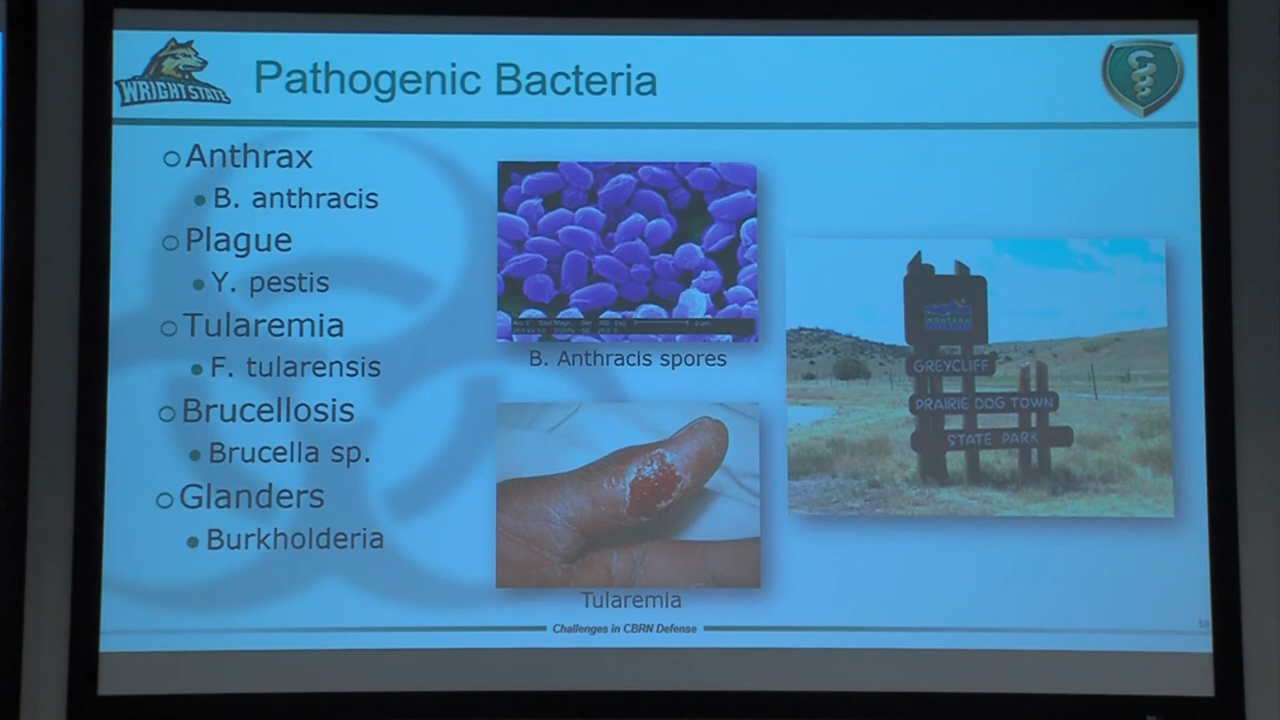 WRIGHT STATE
Pathogenic Bacteria
Anthrax
B. anthracis
Plague
Y. pestis
Tularemia
F. tularensis
Brucellosis
Brucella sp.
Glanders
Burkholderia
B. Anthracis spores
Tularemia
MONTANA
GREYCLIFF
PRAIRIE DOG TOWN
STATE PARK
Challenges in CBRN Defense